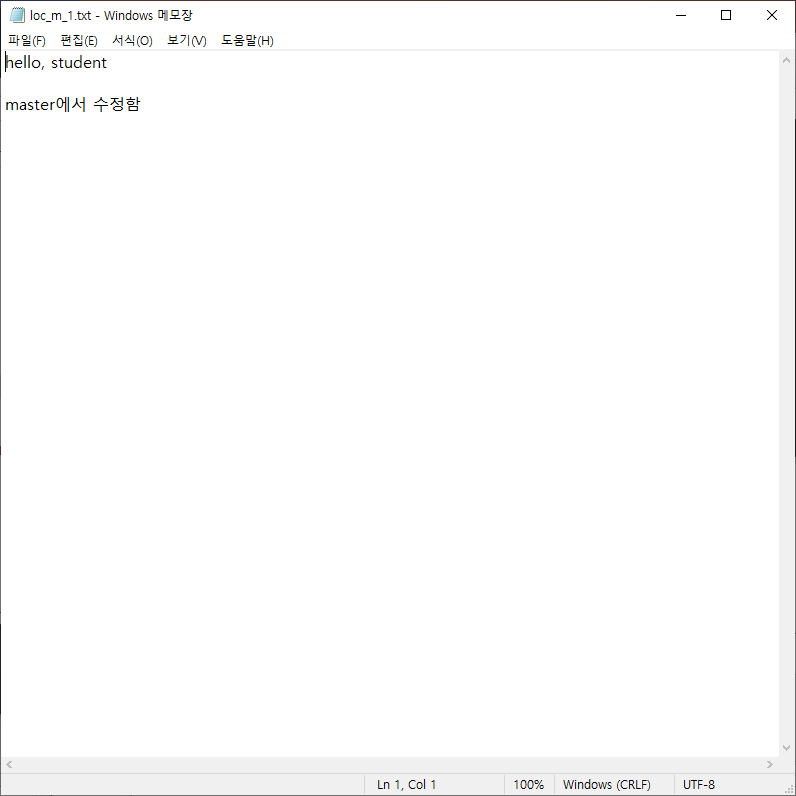 loc_m_1.txt - Windows 메모장
파일(F) 편집(E) 서식(O) 보기(V) 도움말(H)
hello, student
master에서 수정함
Ln 1, Col 1 100% Windows (CRLF) UTF-8